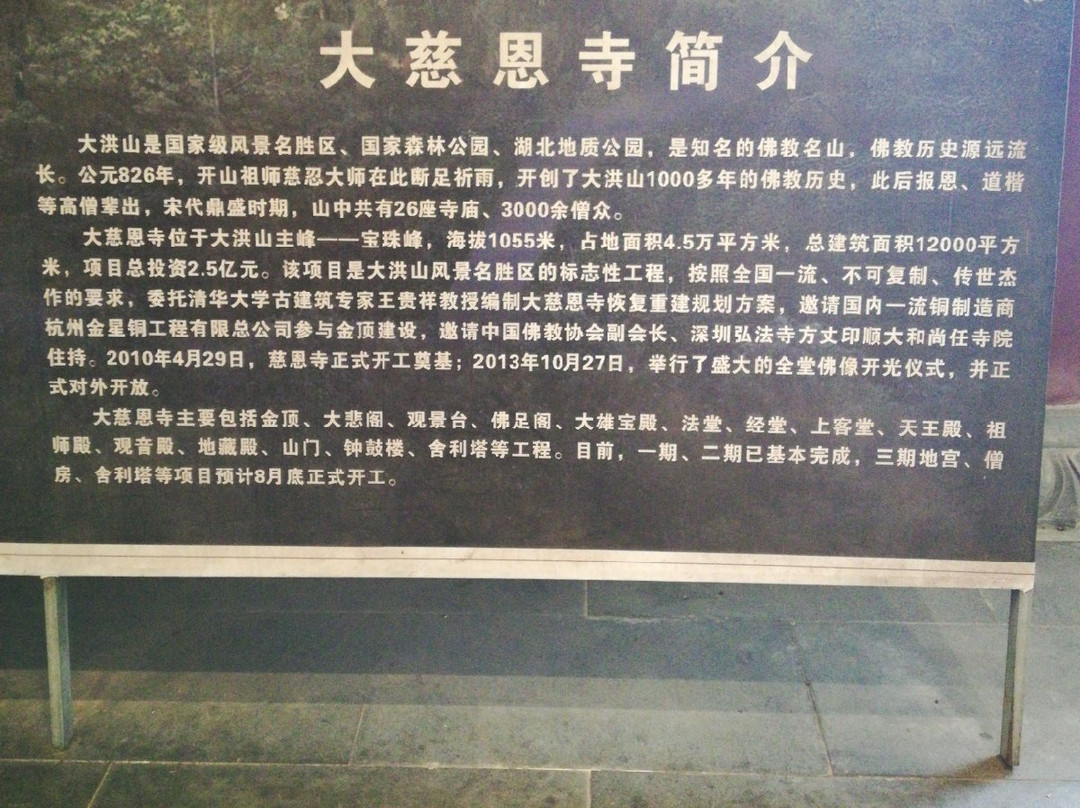 大慈恩寺简介
大洪山是国家级风景名胜区、国家森林公园、湖北地质公园，是知名的佛教名山，佛教历史源远流
长。公元826年，开山祖师慈忍大师在此断足祈雨，开创了大洪山1000多年的佛教历史，此后报恩、道楷
等高僧辈出，宋代鼎盛时期，山中共有26座寺庙、3000余僧众。
大慈恩寺位于大洪山主峰——宝珠峰，海拔1055米，占地面积4.5万平方米，总建筑面积12000平方
米，项目总投资2.5亿元。该项目是大洪山风景名胜区的标志性工程，按照全国一流、不可复制、传世杰
作的要求，委托清华大学古建筑专家王贵祥教授编制大慈恩寺恢复重建规划方案，邀请国内一流铜制造商
杭州金星铜工程有限总公司参与金顶建设，邀请中国佛教协会副会长、深圳弘法寺方丈印顺大和尚任寺院
住持。2010年4月29日，慈恩寺正式开工奠基；2013年10月27日，举行了盛大的全堂佛像开光仪式，并正
式对外开放。
大慈恩寺主要包括金顶、大悲阁、观景台、佛足阁、大雄宝殿、法堂、经堂、上客堂、天王殿、祖
师殿、观音殿、地藏殿、山门、钟鼓楼、舍利塔等工程。目前，一期、二期已基本完成，三期地宫、僧
房、舍利塔等项目预计8月底正式开工。